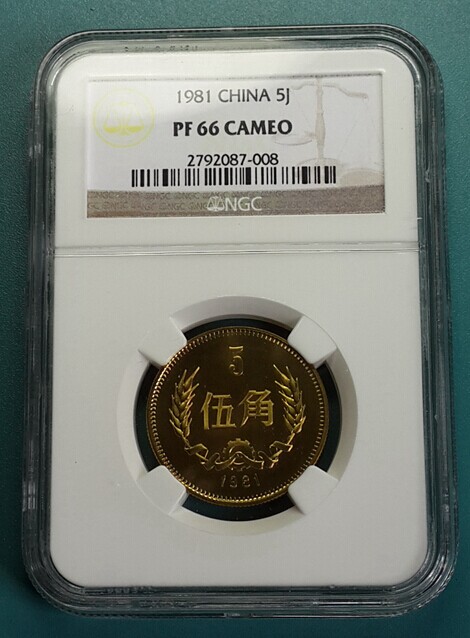 1981 CHINA 5J
PF 66 CAMEO
2792087-008
NGC
5
伍角
1981